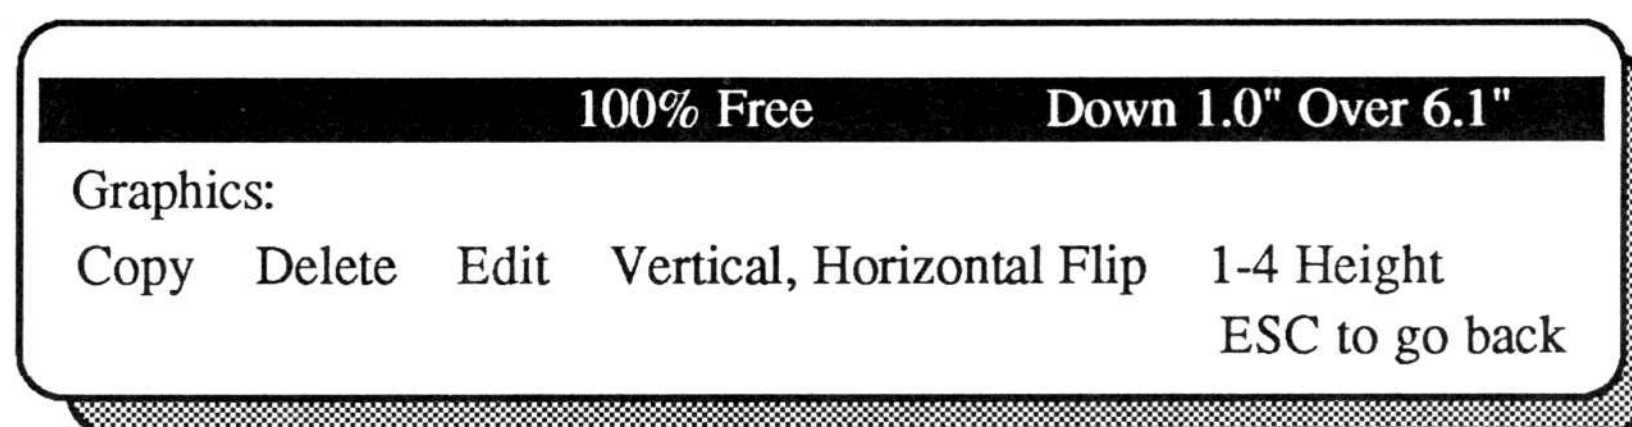 100% Free Down 1.0" Over 6.1"
Graphics:
Copy Delete Edit Vertical, Horizontal Flip 1-4 Height
ESC to go back